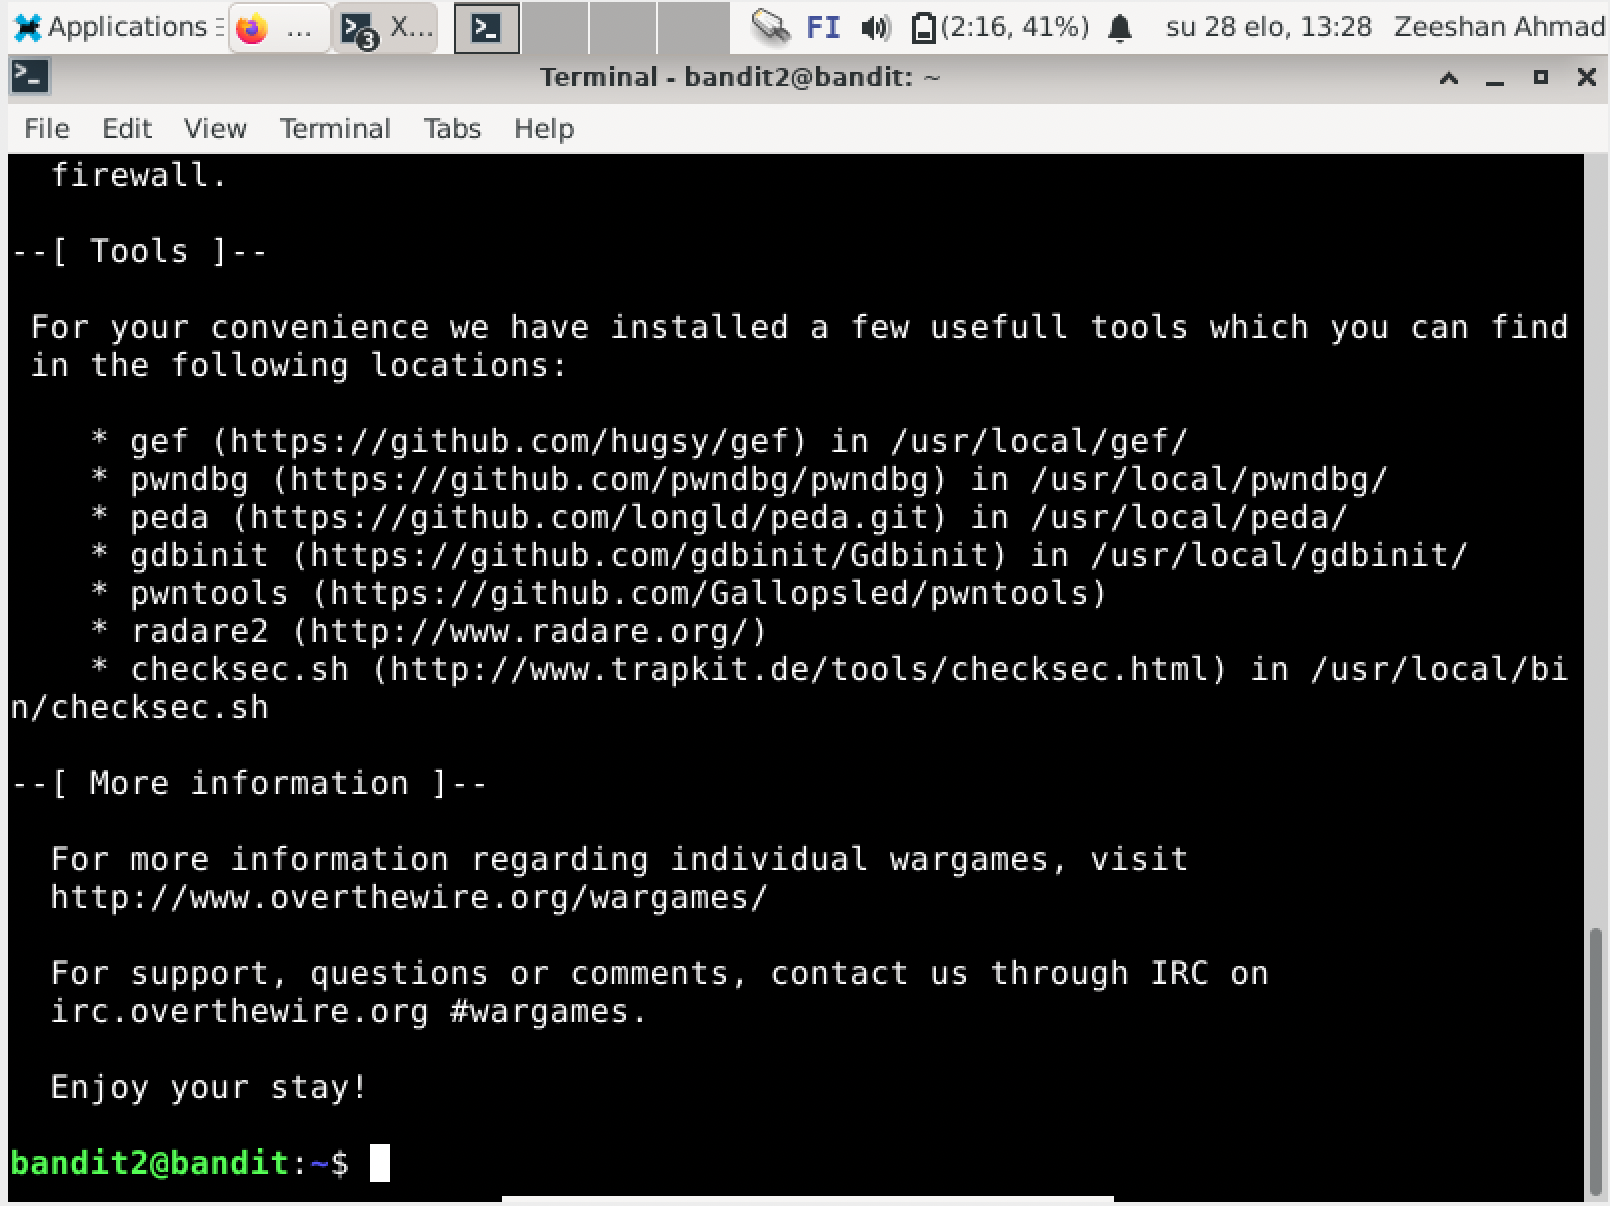 Applications ... 3 X... FI (2:16, 41%) su 28 elo, 13:28 Zeeshan Ahmad
Terminal - bandit2@bandit: ~
File Edit View Terminal Tabs Help
firewall.
--[ Tools ]--
For your convenience we have installed a few usefull tools which you can find
in the following locations:
* gef (https://github.com/hugsy/gef) in /usr/local/gef/
* pwndbg (https://github.com/pwndbg/pwndbg) in /usr/local/pwndbg/
* peda (https://github.com/longld/peda.git) in /usr/local/peda/
* gdbinit (https://github.com/gdbinit/Gdbinit) in /usr/local/gdbinit/
* pwntools (https://github.com/Gallopsled/pwntools)
* radare2 (http://www.radare.org/)
* checksec.sh (http://www.trapkit.de/tools/checksec.html) in /usr/local/bi
n/checksec.sh
--[ More information ]--
For more information regarding individual wargames, visit
http://www.overthewire.org/wargames/
For support, questions or comments, contact us through IRC on
irc.overthewire.org #wargames.
Enjoy your stay!
bandit2@bandit:~$